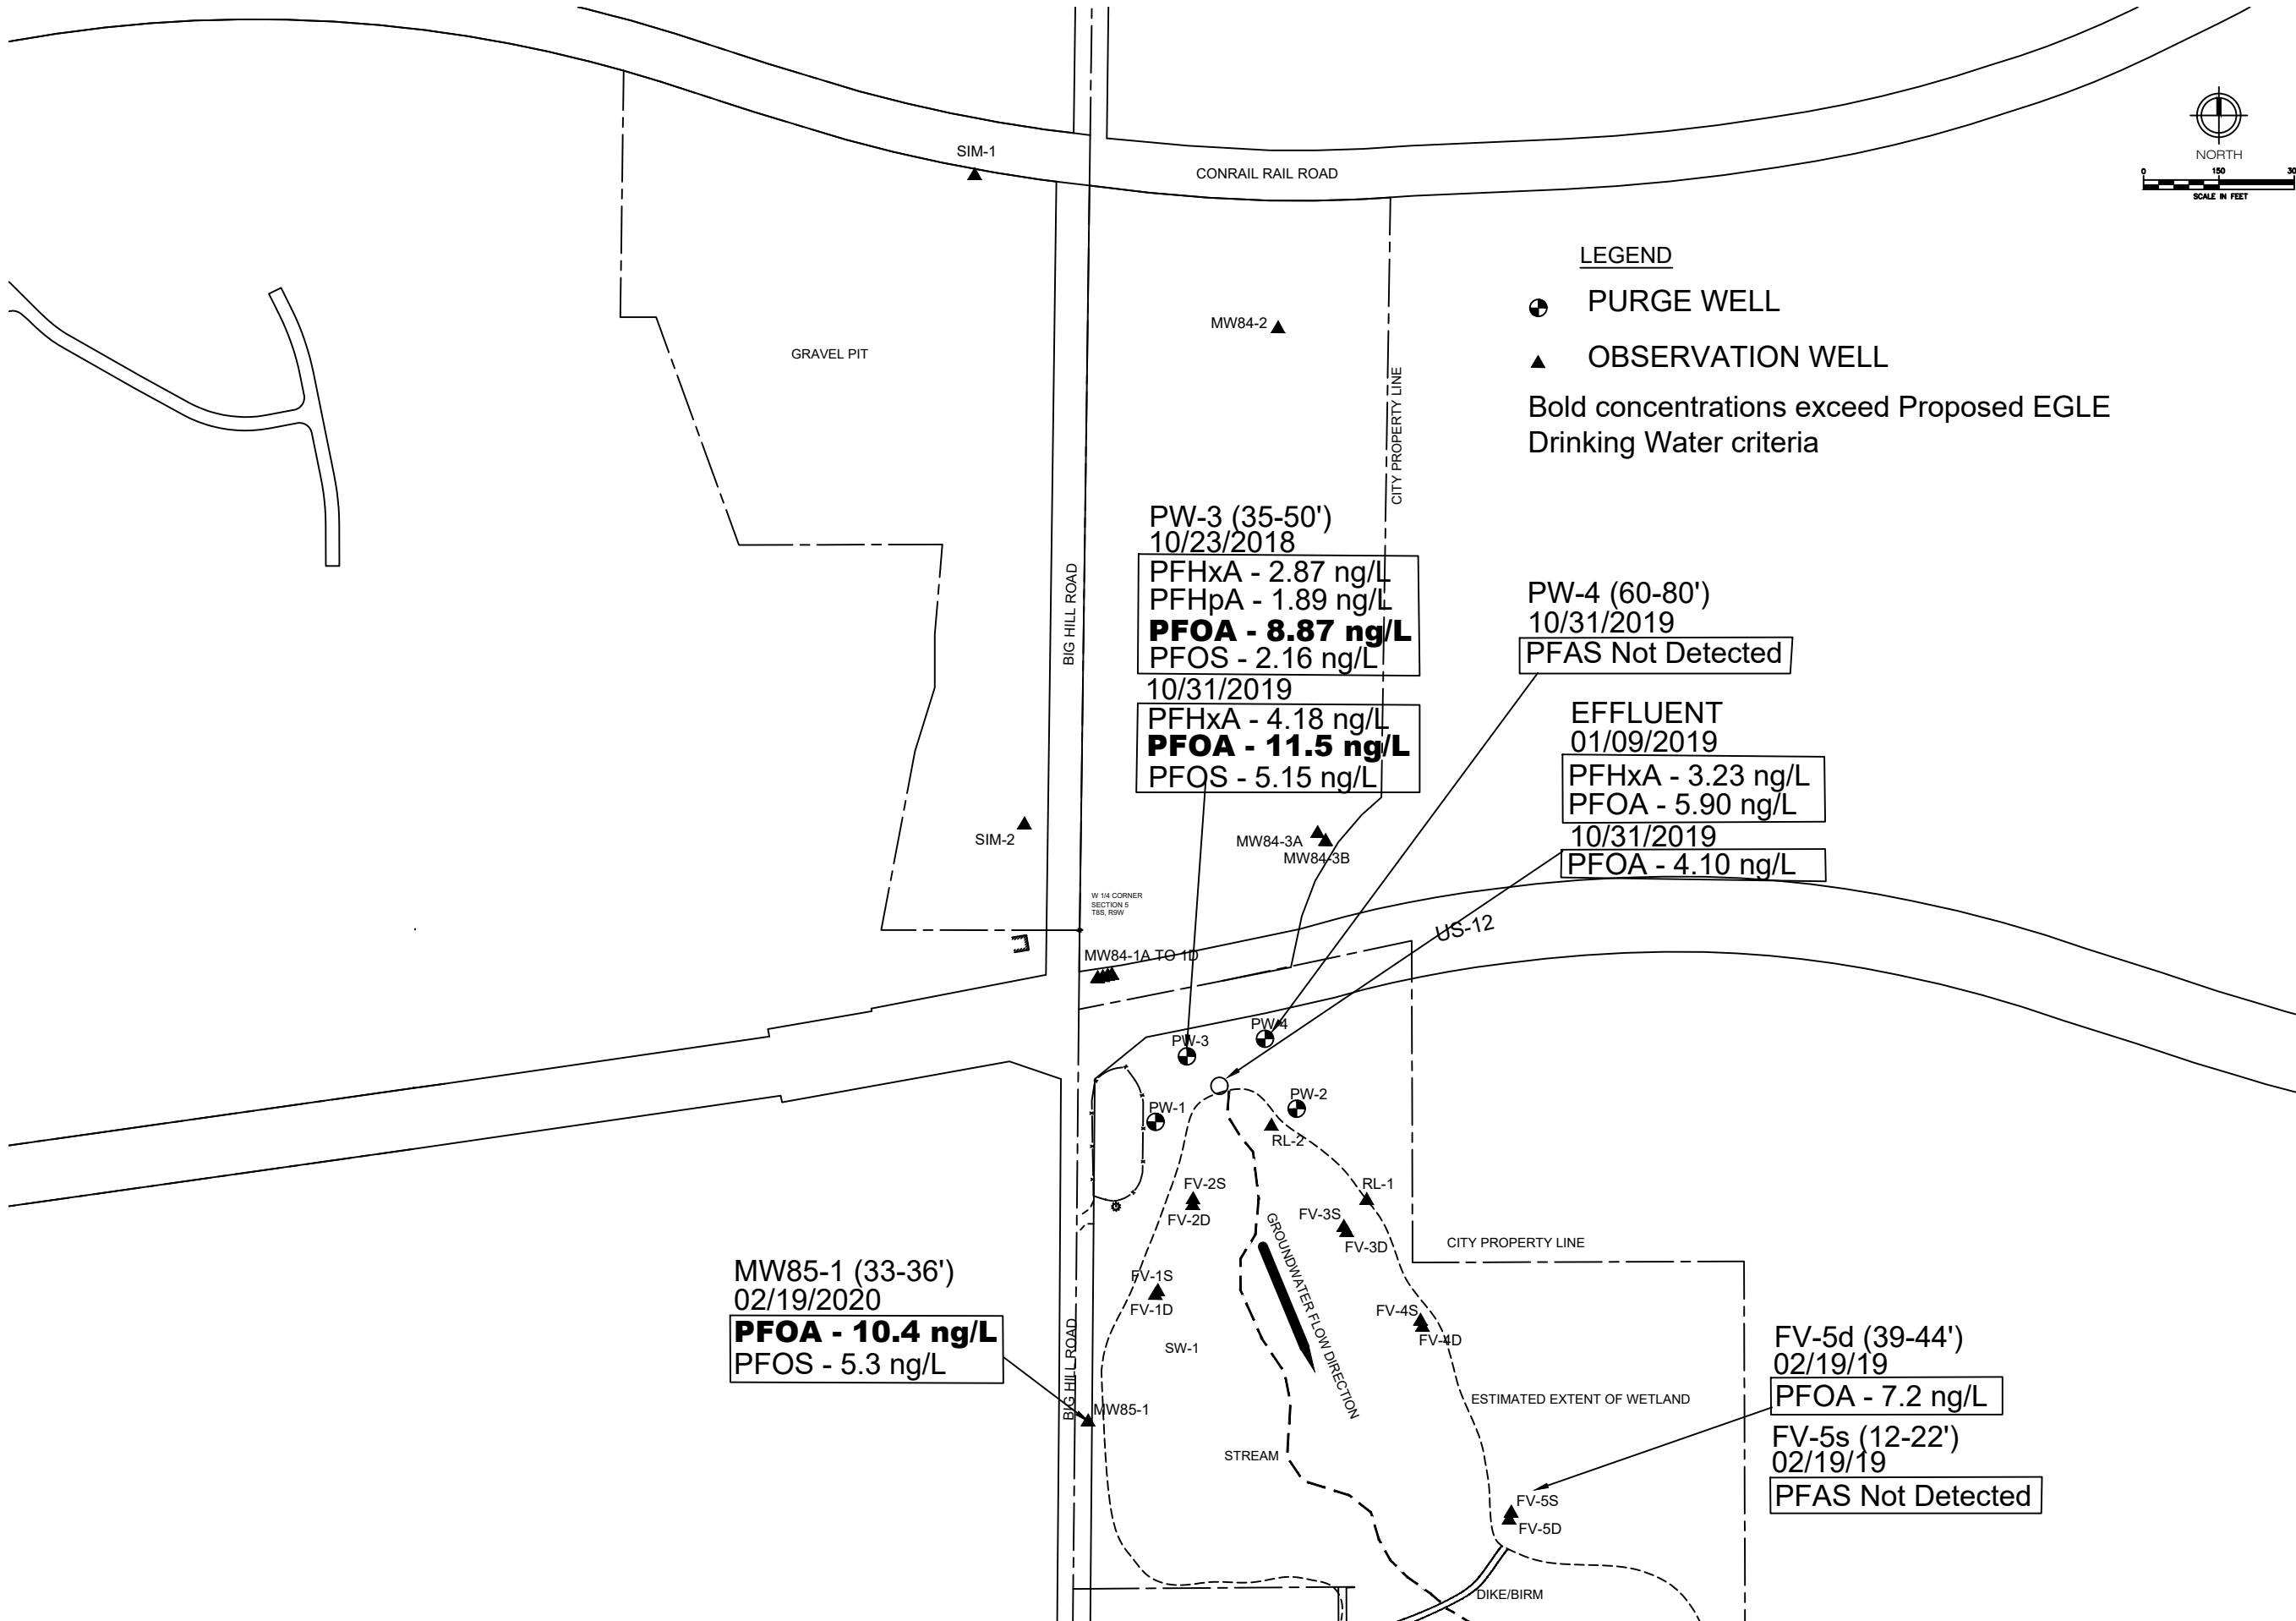 SIM-1
CONRAIL RAIL ROAD
NORTH
0 150 30
SCALE IN FEET
LEGEND
PURGE WELL
OBSERVATION WELL
Bold concentrations exceed Proposed EGLE
Drinking Water criteria
MW84-2
GRAVEL PIT
CITY PROPERTY LINE
BIG HILL ROAD
PW-3 (35-50')
10/23/2018
PFHxA - 2.87 ng/L
PFHpA - 1.89 ng/L
PFOA - 8.87 ng/L
PFOS - 2.16 ng/L
10/31/2019
PFHxA - 4.18 ng/L
PFOA - 11.5 ng/L
PFOS - 5.15 ng/L
PW-4 (60-80')
10/31/2019
PFAS Not Detected
EFFLUENT
01/09/2019
PFHxA - 3.23 ng/L
PFOA - 5.90 ng/L
10/31/2019
PFOA - 4.10 ng/L
SIM-2
MW84-3A
MW84-3B
W 1/4 CORNER
SECTION 5
T8S, R9W
US-12
MW84-1A TO 1D
PW-4
PW-3
PW-2
PW-1
RL-2
FV-2S
FV-2D
RL-1
FV-3S
FV-3D
GROUNDWATER FLOW DIRECTION
CITY PROPERTY LINE
MW85-1 (33-36')
02/19/2020
PFOA - 10.4 ng/L
PFOS - 5.3 ng/L
FV-1S
FV-1D
SW-1
FV-4S
FV-4D
BIG HILL ROAD
MW85-1
ESTIMATED EXTENT OF WETLAND
STREAM
FV-5d (39-44')
02/19/19
PFOA - 7.2 ng/L
FV-5s (12-22')
02/19/19
PFAS Not Detected
FV-5S
FV-5D
DIKE/BIRM